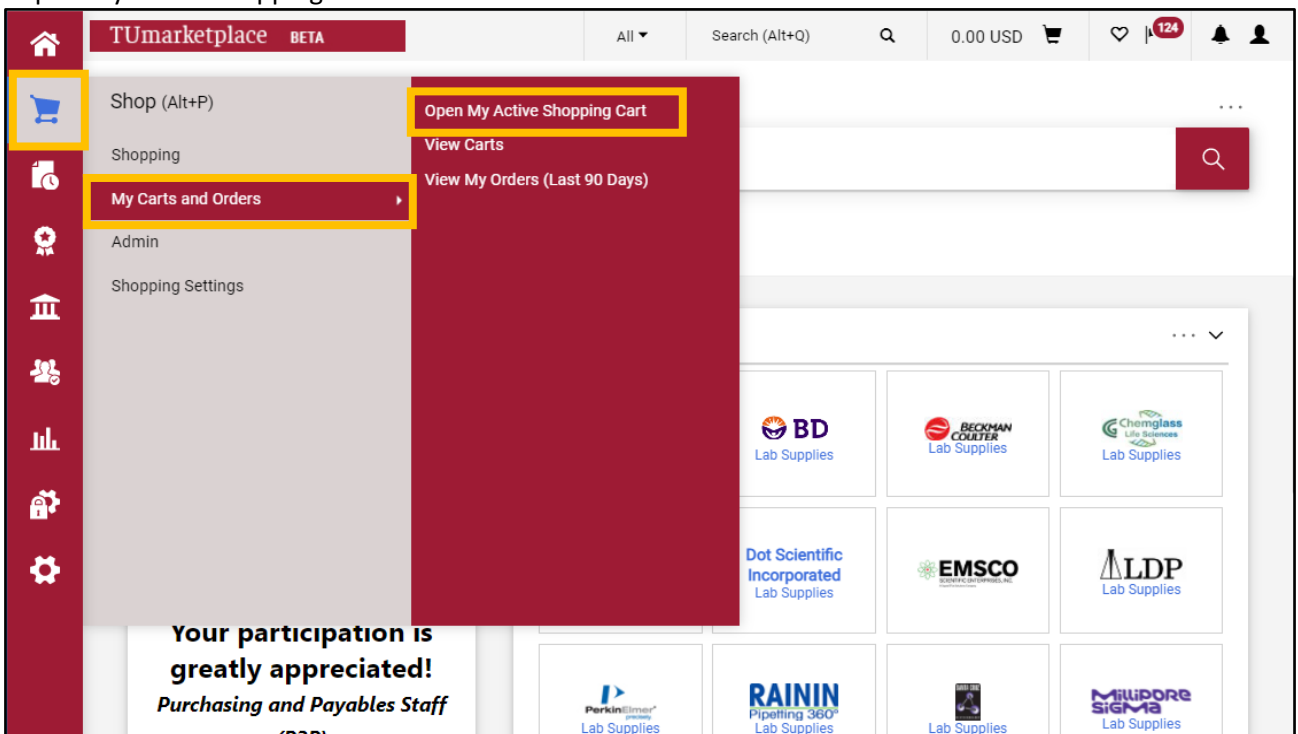 TUmarketplace BETA
All
Search (Alt+Q)
0.00 USD
124
Shop (Alt+P)
Shopping
My Carts and Orders
Admin
Shopping Settings
Open My Active Shopping Cart
View Carts
View My Orders (Last 90 Days)
BD
Lab Supplies
BECKMAN
COULTER
Lab Supplies
Chemglass
Life Sciences
Lab Supplies
Dot Scientific
Incorporated
Lab Supplies
EMSCO
LDP
Lab Supplies
Your participation is
greatly appreciated!
Purchasing and Payables Staff
PerkinElmer
precisely
Lab Supplies
RAININ
Pipetting 360°
Lab Supplies
Lab Supplies
MILLIPORE
SIGMA
Lab Supplies